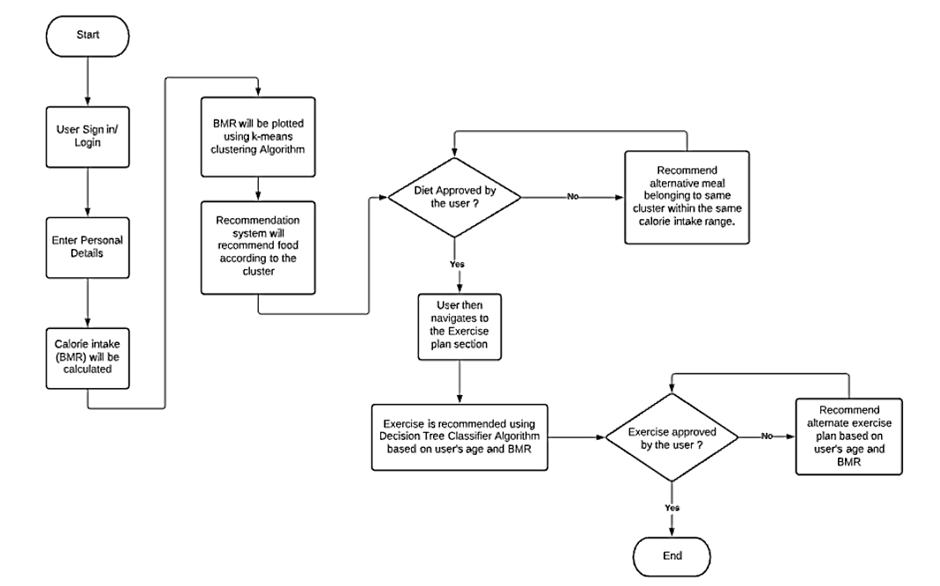 Start
User Sign in/
Login
Enter Personal
Details
Calorie intake
(BMR) will be
calculated
BMR will be plotted
using k-means
clustering Algorithm
Recommendation
system will
recommend food
according to the
cluster
Diet Approved by
the user ?
No
Recommend
alternative meal
belonging to same
cluster within the same
calorie intake range.
Yes
User then
navigates to
the Exercise
plan section
Exercise is recommended using
Decision Tree Classifier Algorithm
based on user's age and BMR
Exercise approved
by the user ?
No
Recommend
alternate exercise
plan based on
user's age and
BMR
Yes
End